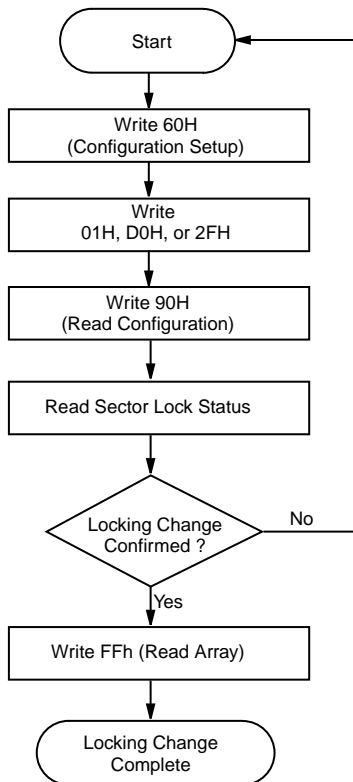 Start
Write 60H
(Configuration Setup)
Write
01H, D0H, or 2FH
Write 90H
(Read Configuration)
Read Sector Lock Status
Locking Change
Confirmed ?
No
Yes
Write FFh (Read Array)
Locking Change
Complete